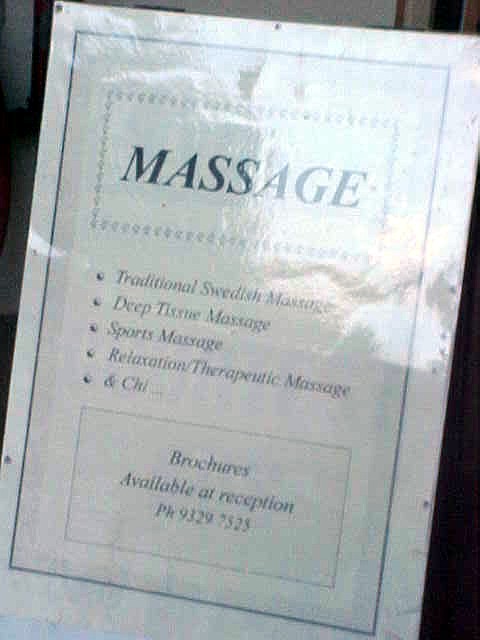 MASSAGE
Traditional Swedish Massage
Deep Tissue Massage
Sports Massage
Relaxation/Therapeutic Massage
& Chi ...
Brochures
Available at reception
Ph 9329 7525